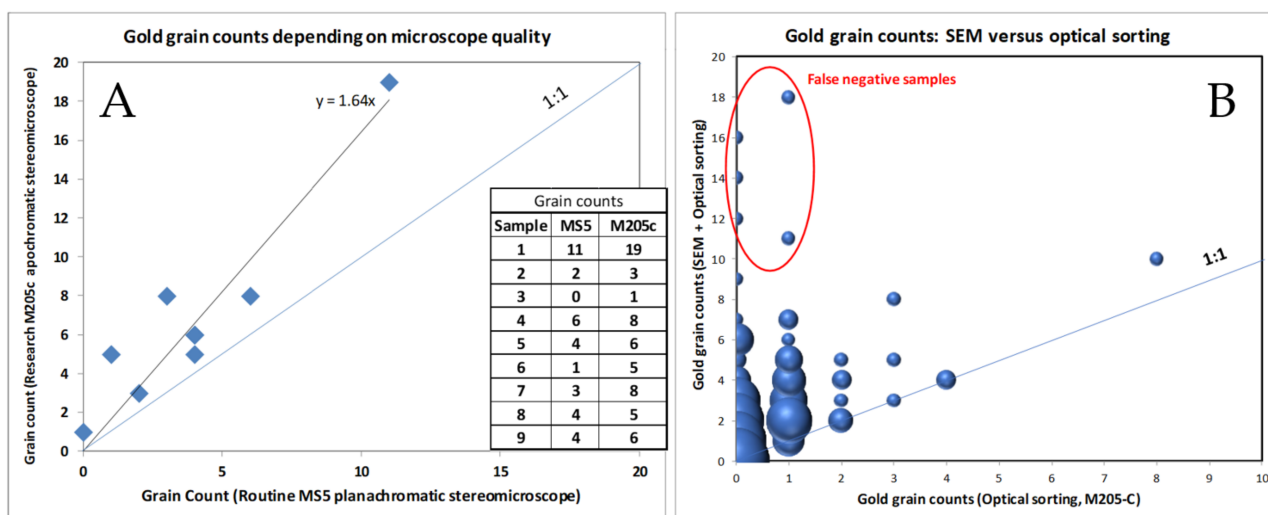 Gold grain counts depending on microscope quality
Grain count (Research M205c apochromatic stereomicroscope)
20
18
16
14
12
10
8
6
4
2
0
A
y = 1.64x
1:1
Grain counts
Sample MS5 M205c
1 11 19
2 2 3
3 0 1
4 6 8
5 4 6
6 1 5
7 3 8
8 4 5
9 4 6
0 5 10 15 20
Grain Count (Routine MS5 planachromatic stereomicroscope)
Gold grain counts: SEM versus optical sorting
Gold grain counts (SEM + Optical sorting)
20
18
16
14
12
10
8
6
4
2
0
False negative samples
B
1:1
0 1 2 3 4 5 6 7 8 9 10
Gold grain counts (Optical sorting, M205-C)